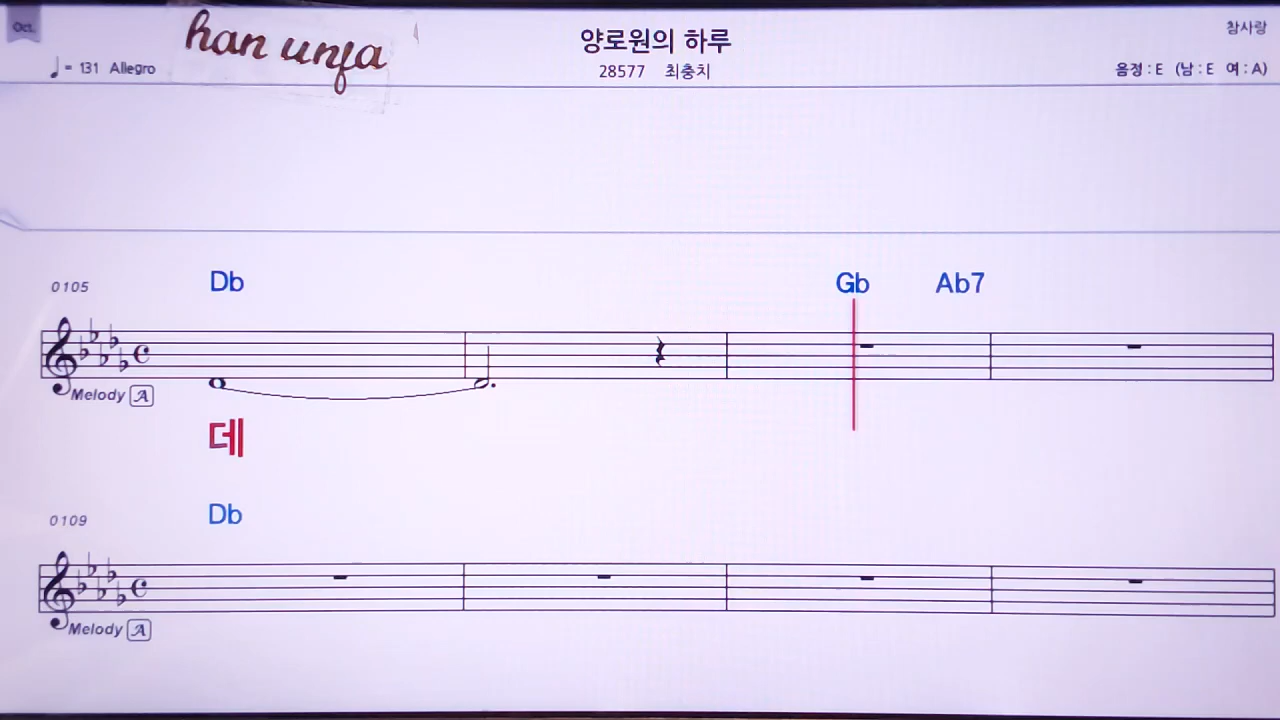 Oct.
han unja
양로원의 하루
참사랑
♩= 131 Allegro
28577 최충치
음정 : E (남 : E 여 : A)
0105
Db
Gb
Ab7
Melody A
데
0109
Db
Melody A